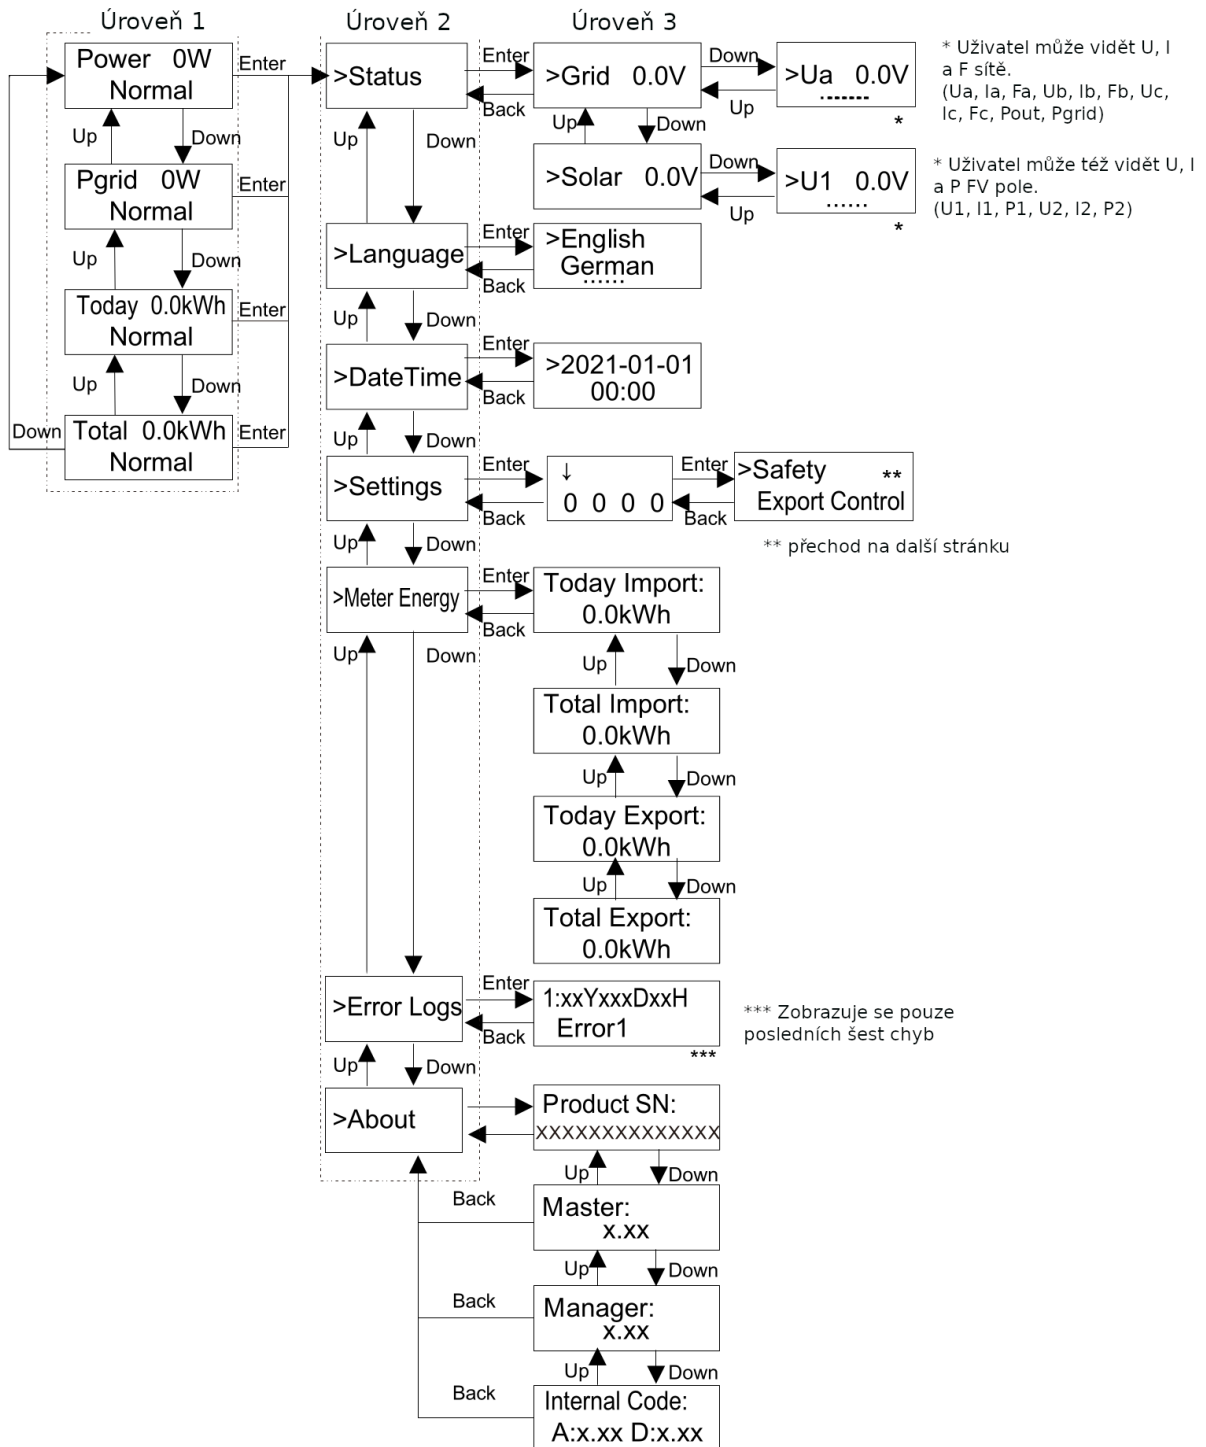 Úroveň 1
Úroveň 2
Úroveň 3
Power 0W
Normal
Enter
Up
Down
Pgrid 0W
Normal
Enter
Up
Down
Today 0.0kWh
Normal
Enter
Up
Down
Down
Total 0.0kWh
Normal
Enter
>Status
Enter
Back
>Grid 0.0V
Down
Up
>Ua 0.0V
.......
*
* Uživatel může vidět U, I
a F sítě.
(Ua, Ia, Fa, Ub, Ib, Fb, Uc,
Ic, Fc, Pout, Pgrid)
Up
Down
Up
Down
>Solar 0.0V
Down
Up
>U1 0.0V
......
*
* Uživatel může též vidět U, I
a P FV pole.
(U1, I1, P1, U2, I2, P2)
>Language
Enter
Back
>English
German
......
Up
Down
>DateTime
Enter
Back
>2021-01-01
00:00
Up
Down
>Settings
Enter
Back
↓
0 0 0 0
Enter
Back
>Safety **
Export Control
** přechod na další stránku
Up
Down
>Meter Energy
Enter
Back
Today Import:
0.0kWh
Up
Down
Up
Down
Total Import:
0.0kWh
Up
Down
Today Export:
0.0kWh
Up
Down
Total Export:
0.0kWh
>Error Logs
Enter
Back
1:xxYxxxDxxH
Error1
***
*** Zobrazuje se pouze
posledních šest chyb
Up
Down
>About
Product SN:
XXXXXXXXXXXXXX
Up
Down
Back
Master:
x.xx
Up
Down
Back
Manager:
x.xx
Up
Down
Back
Internal Code:
A:x.xx D:x.xx